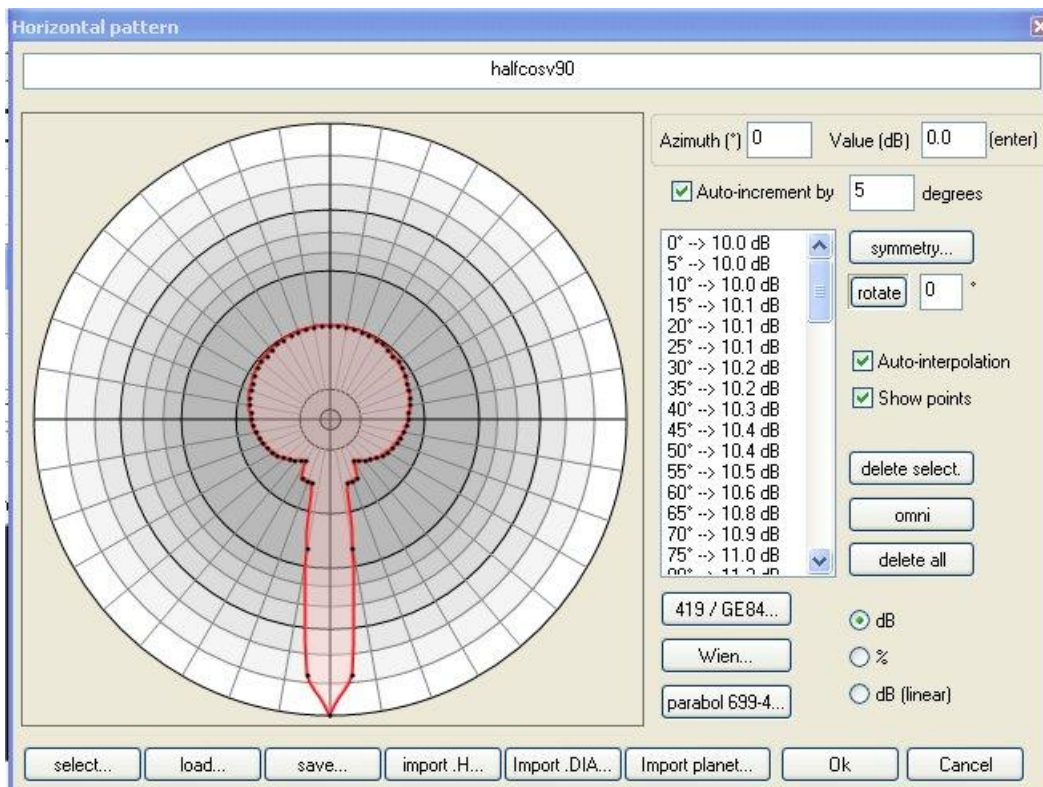 Horizontal pattern
halfcosv90
Azimuth (°) 0 Value (dB) 0.0 (enter)
Auto-increment by 5 degrees
0° --> 10.0 dB
5° --> 10.0 dB
10° --> 10.0 dB
15° --> 10.1 dB
20° --> 10.1 dB
25° --> 10.1 dB
30° --> 10.2 dB
35° --> 10.2 dB
40° --> 10.3 dB
45° --> 10.4 dB
50° --> 10.4 dB
55° --> 10.5 dB
60° --> 10.6 dB
65° --> 10.8 dB
70° --> 10.9 dB
75° --> 11.0 dB
symmetry...
rotate 0 °
Auto-interpolation
Show points
delete select.
omni
delete all
419 / GE84...
Wien...
parabol 699-4...
dB
%
dB (linear)
select... load... save... import .H... Import .DIA... Import planet... Ok Cancel